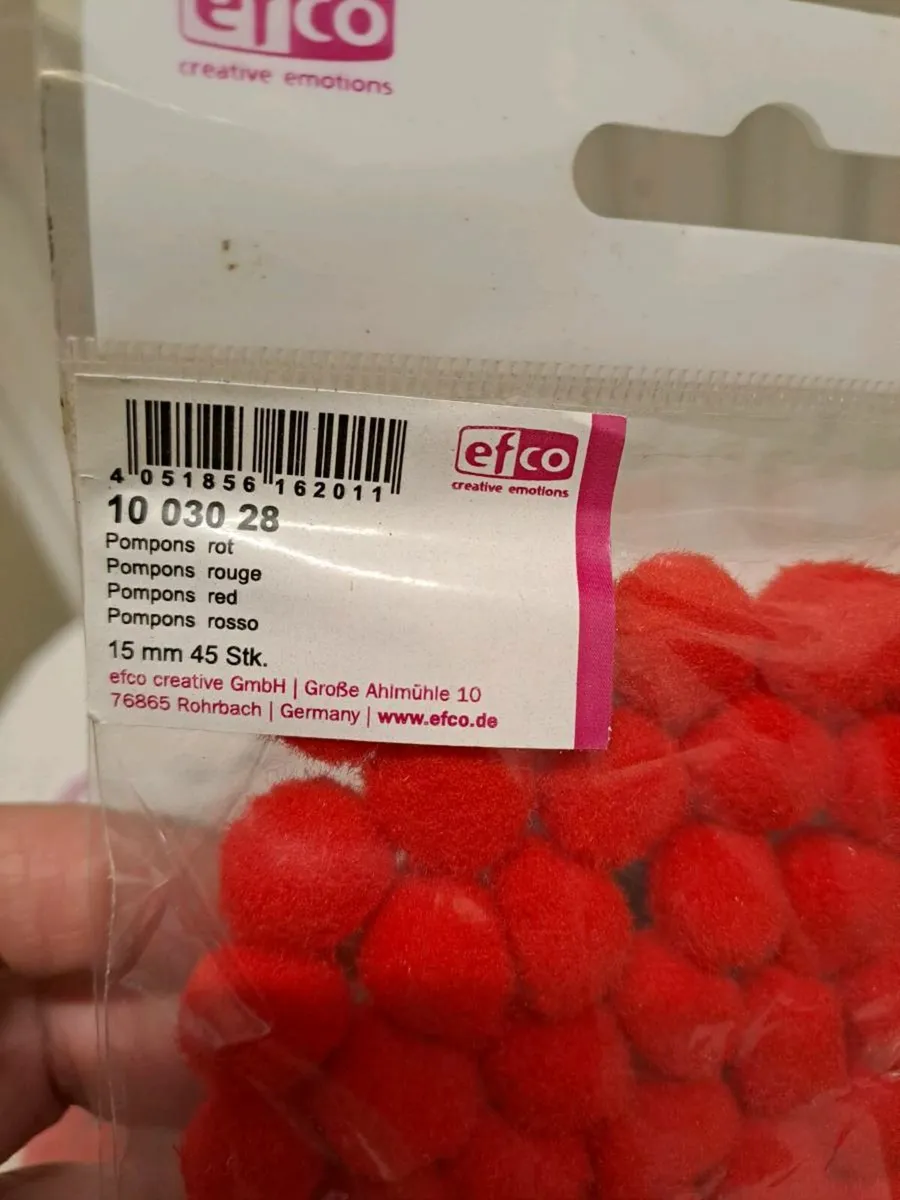 efco
creative emotions
4 051856 162011
efco
creative emotions
10 030 28
Pompons rot
Pompons rouge
Pompons red
Pompons rosso
15 mm 45 Stk.
efco creative GmbH | Große Ahlmühle 10
76865 Rohrbach | Germany | www.efco.de